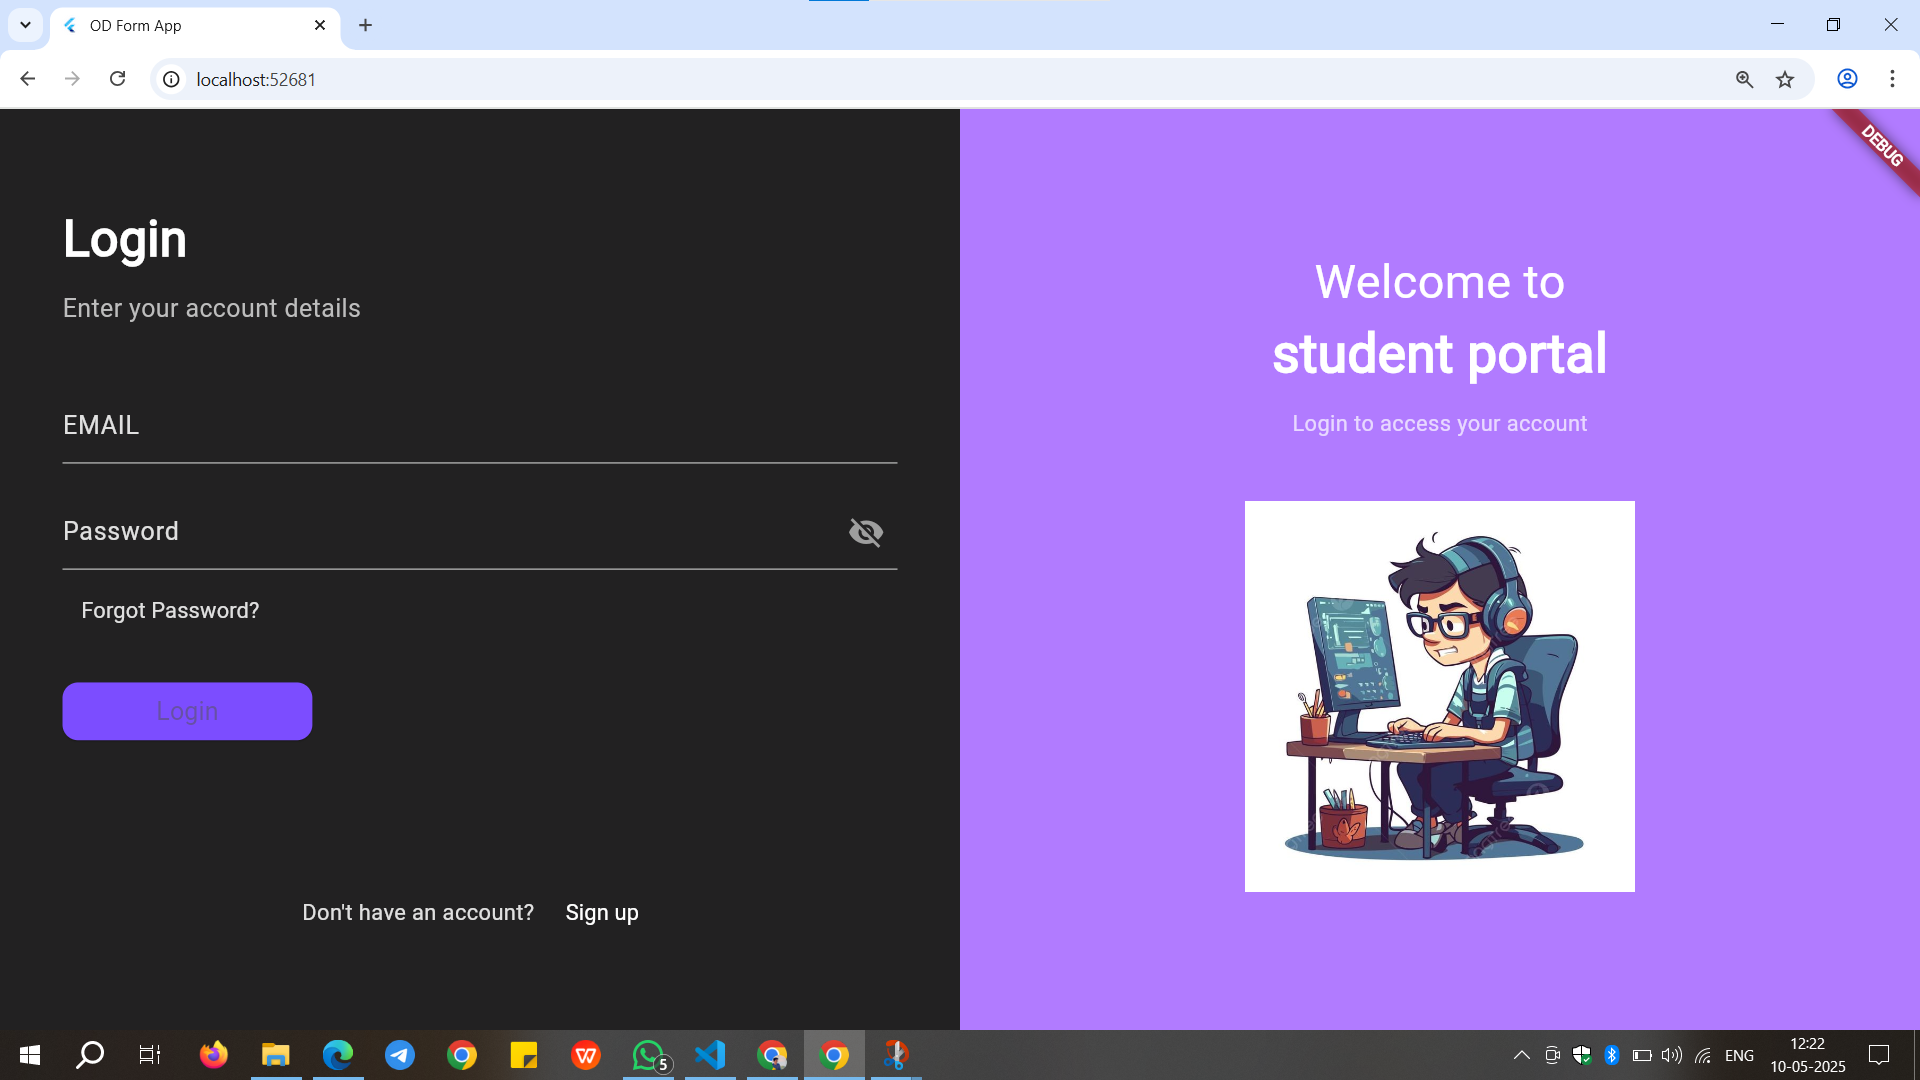 OD Form App
localhost:52681
DEBUG
Login
Enter your account details
EMAIL
Password
Forgot Password?
Login
Don't have an account? Sign up
Welcome to
student portal
Login to access your account
5
ENG
12:22
10-05-2025